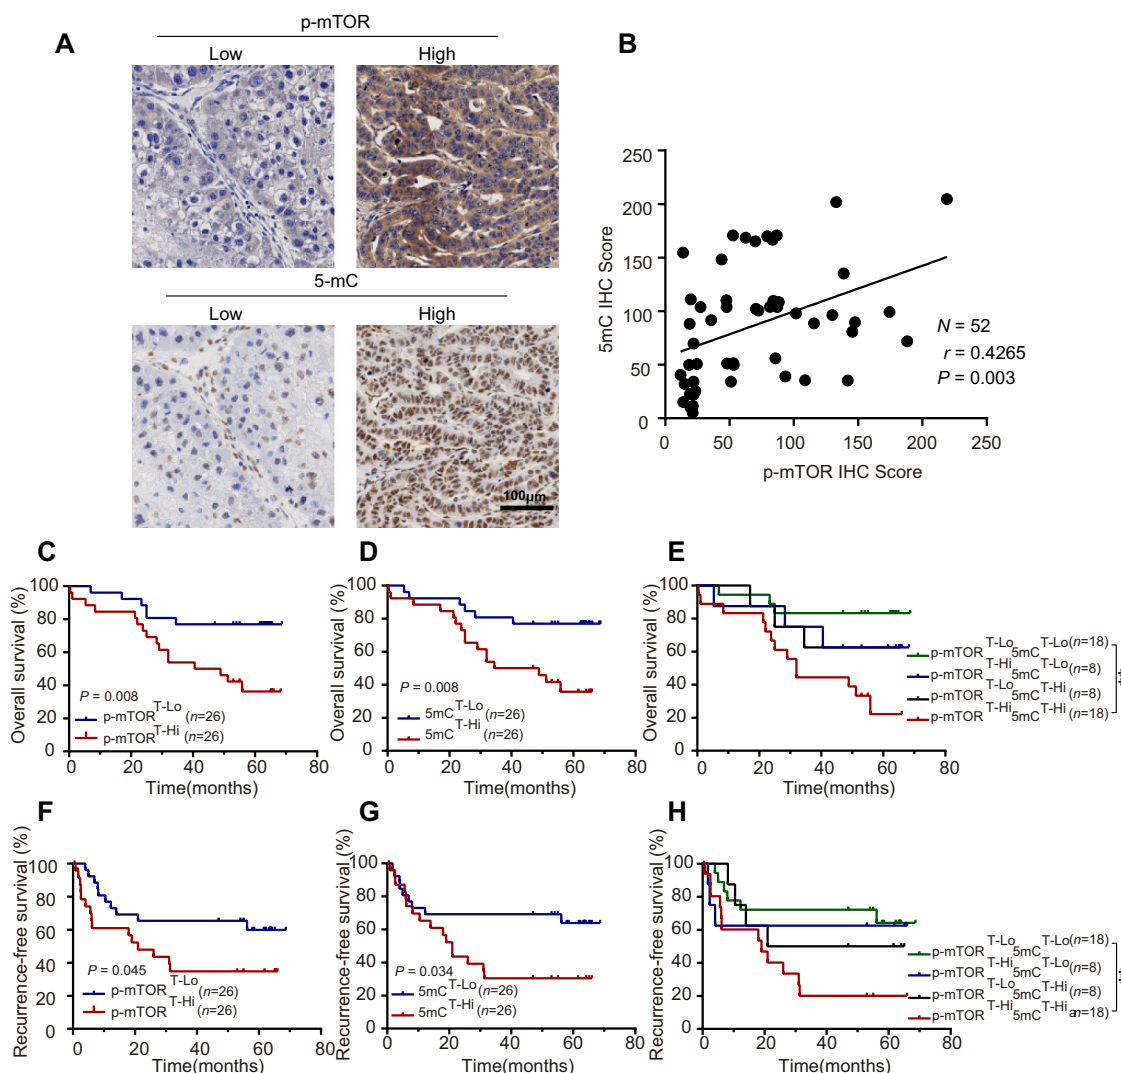 A
p-mTOR
Low
High
5-mC
Low
High
100μm
B
5mC IHC Score
250
200
150
100
50
0
N = 52
r = 0.4265
P = 0.003
0
50
100
150
200
250
p-mTOR IHC Score
C
Overall survival (%)
100
80
60
40
20
0
P = 0.008
p-mTOR T-Lo (n=26)
p-mTOR T-Hi (n=26)
0
20
40
60
80
Time(months)
D
Overall survival (%)
100
80
60
40
20
0
P = 0.008
5mC T-Lo (n=26)
5mC T-Hi (n=26)
0
20
40
60
80
Time(months)
E
Overall survival (%)
100
80
60
40
20
0
p-mTOR T-Lo 5mC T-Lo (n=18)
p-mTOR T-Hi 5mC T-Lo (n=8)
p-mTOR T-Lo 5mC T-Hi (n=8)
p-mTOR T-Hi 5mC T-Hi (n=18)
0
20
40
60
80
Time(months)
F
Recurrence-free survival (%)
100
80
60
40
20
0
P = 0.045
p-mTOR T-Lo (n=26)
p-mTOR T-Hi (n=26)
0
20
40
60
80
Time(months)
G
Recurrence-free survival (%)
100
80
60
40
20
0
P = 0.034
5mC T-Lo (n=26)
5mC T-Hi (n=26)
0
20
40
60
80
Time(months)
H
Recurrence-free survival (%)
100
80
60
40
20
0
p-mTOR T-Lo 5mC T-Lo (n=18)
p-mTOR T-Hi 5mC T-Lo (n=8)
p-mTOR T-Lo 5mC T-Hi (n=8)
p-mTOR T-Hi 5mC T-Hi n=18)
0
20
40
60
80
Time(months)